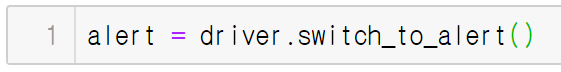 1 alert = driver.switch_to_alert()